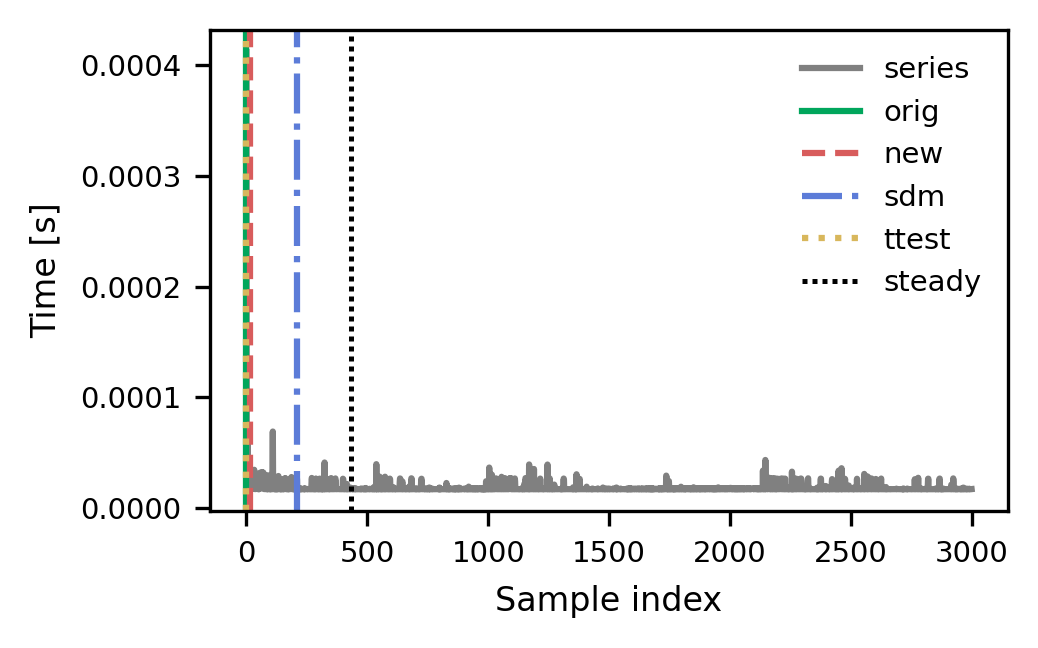 Time [s]
0.0004
0.0003
0.0002
0.0001
0.0000
series
orig
new
sdm
ttest
steady
0 500 1000 1500 2000 2500 3000
Sample index